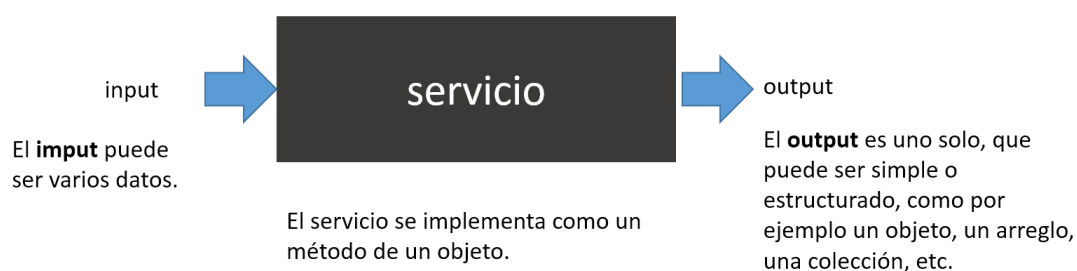 input
servicio
output
El imput puede
ser varios datos.
El servicio se implementa como un
método de un objeto.
El output es uno solo, que
puede ser simple o
estructurado, como por
ejemplo un objeto, un arreglo,
una colección, etc.